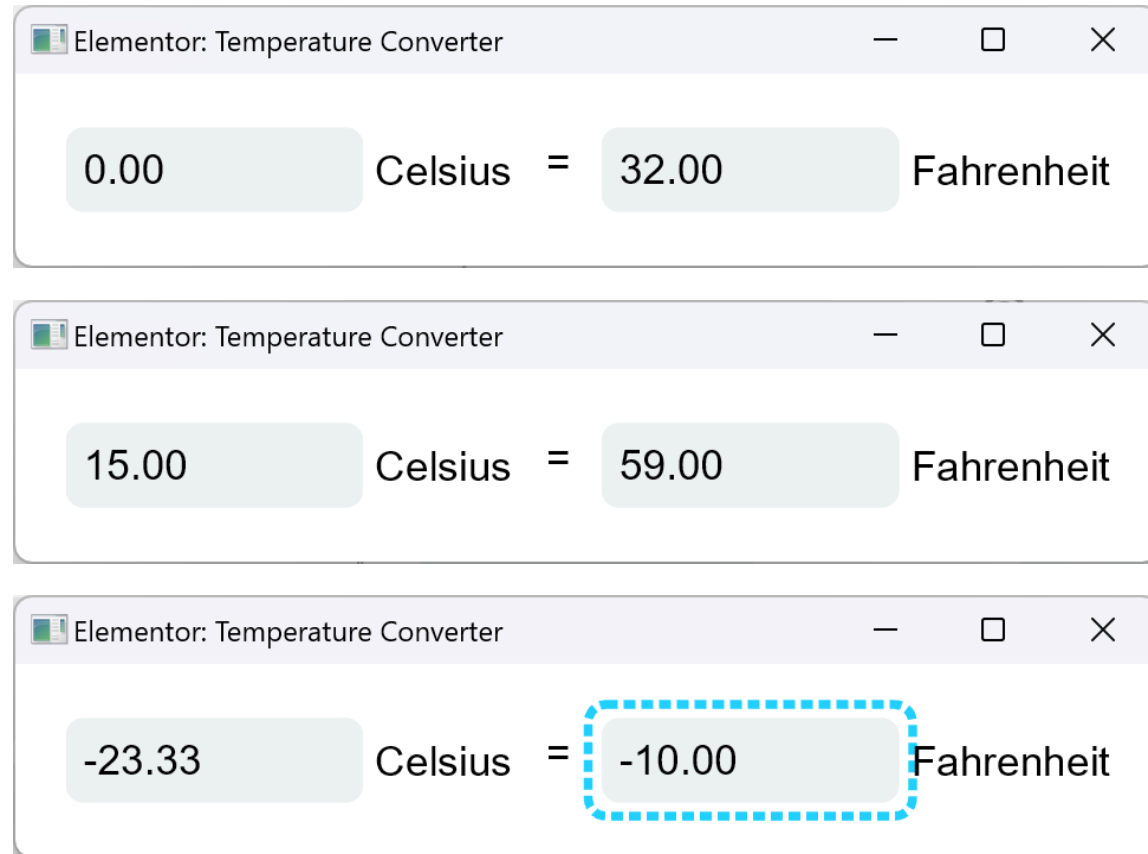 Elementor: Temperature Converter
0.00 Celsius = 32.00 Fahrenheit
Elementor: Temperature Converter
15.00 Celsius = 59.00 Fahrenheit
Elementor: Temperature Converter
-23.33 Celsius = -10.00 Fahrenheit